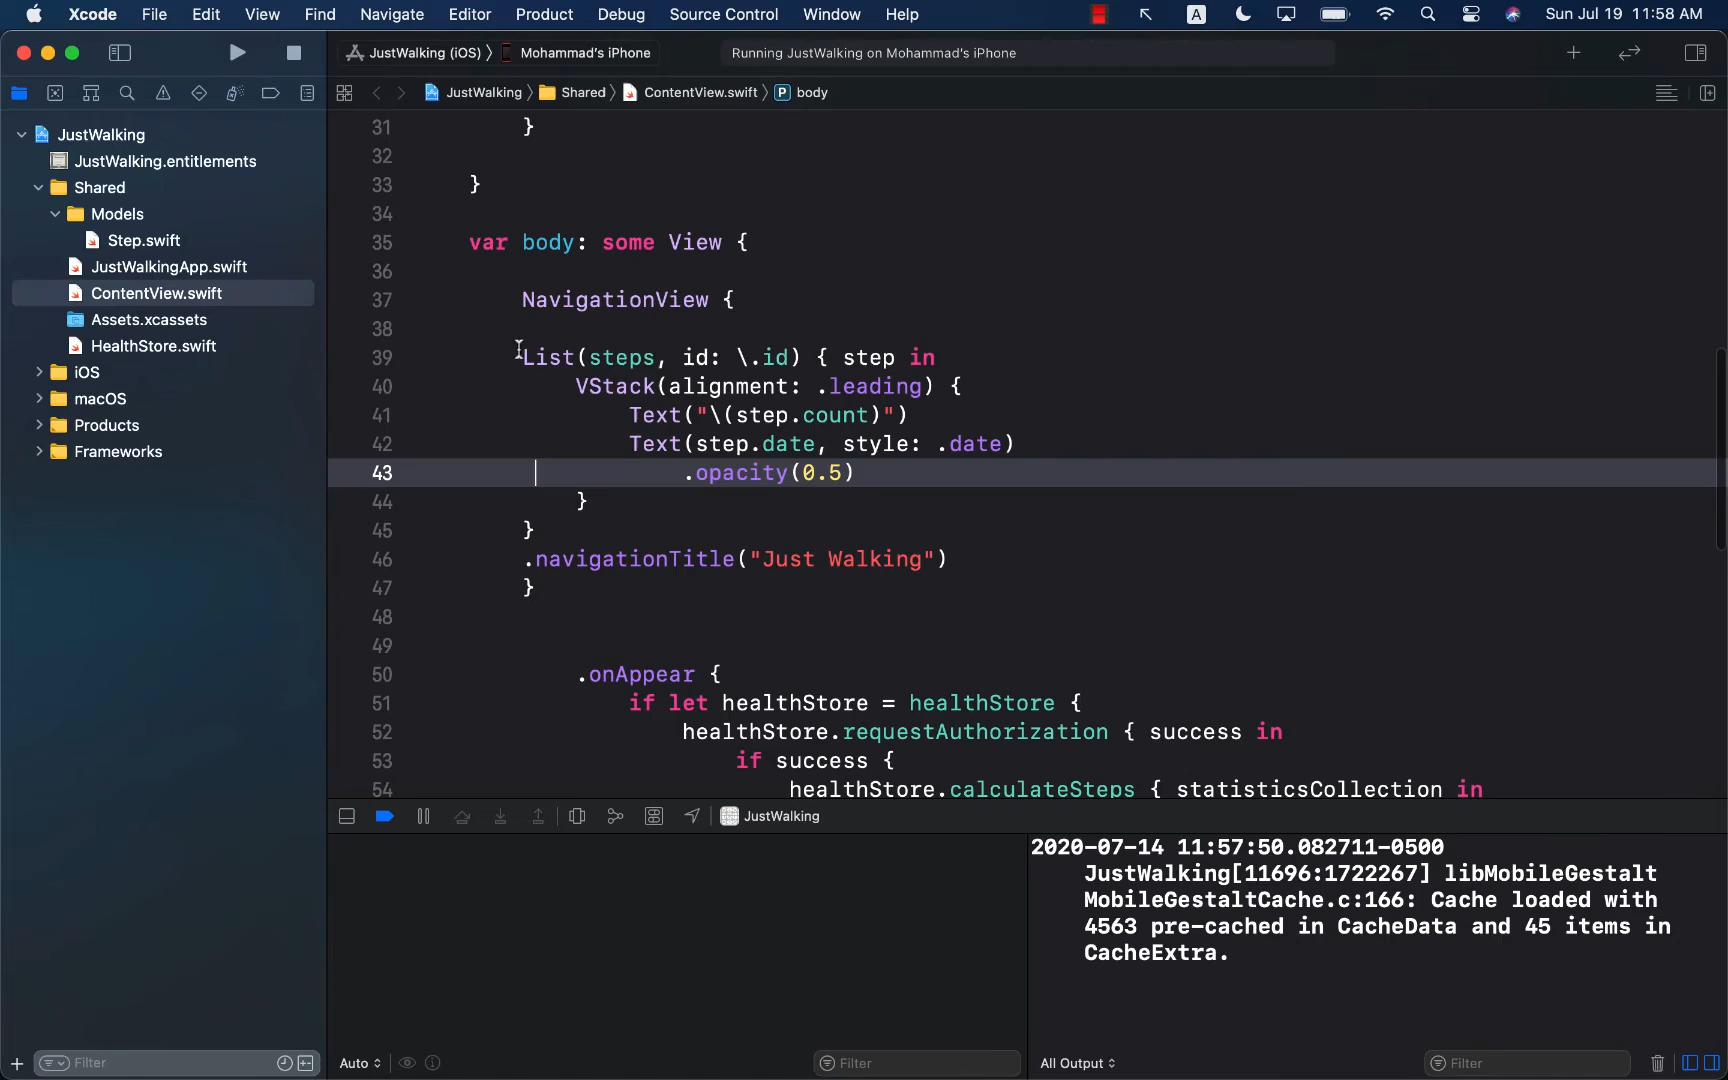 Xcode File Edit View Find Navigate Editor Product Debug Source Control Window Help A Sun Jul 19 11:58 AM
JustWalking (iOS) 〉 Mohammad's iPhone Running JustWalking on Mohammad's iPhone
JustWalking 〉 Shared 〉 ContentView.swift 〉 P body
JustWalking
JustWalking.entitlements
Shared
Models
Step.swift
JustWalkingApp.swift
ContentView.swift
Assets.xcassets
HealthStore.swift
iOS
macOS
Products
Frameworks
31 }
32
33 }
34
35 var body: some View {
36
37 NavigationView {
38
39 List(steps, id: \.id) { step in
40 VStack(alignment: .leading) {
41 Text("\(step.count)")
42 Text(step.date, style: .date)
43 .opacity(0.5)
44 }
45 }
46 .navigationTitle("Just Walking")
47 }
48
49
50 .onAppear {
51 if let healthStore = healthStore {
52 healthStore.requestAuthorization { success in
53 if success {
54 healthStore.calculateSteps { statisticsCollection in
JustWalking
2020-07-14 11:57:50.082711-0500
JustWalking[11696:1722267] libMobileGestalt
MobileGestaltCache.c:166: Cache loaded with
4563 pre-cached in CacheData and 45 items in
CacheExtra.
Filter Auto Filter All Output Filter